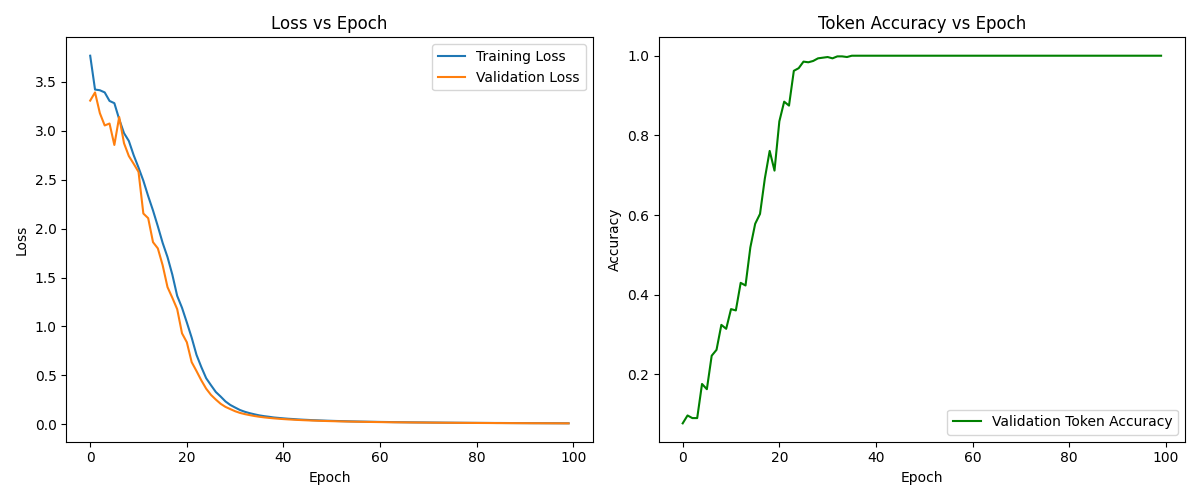 Loss vs Epoch
Training Loss
Validation Loss
3.5
3.0
2.5
2.0
1.5
1.0
0.5
0.0
Loss
0 20 40 60 80 100
Epoch
Token Accuracy vs Epoch
1.0
0.8
0.6
0.4
0.2
Accuracy
Validation Token Accuracy
0 20 40 60 80 100
Epoch